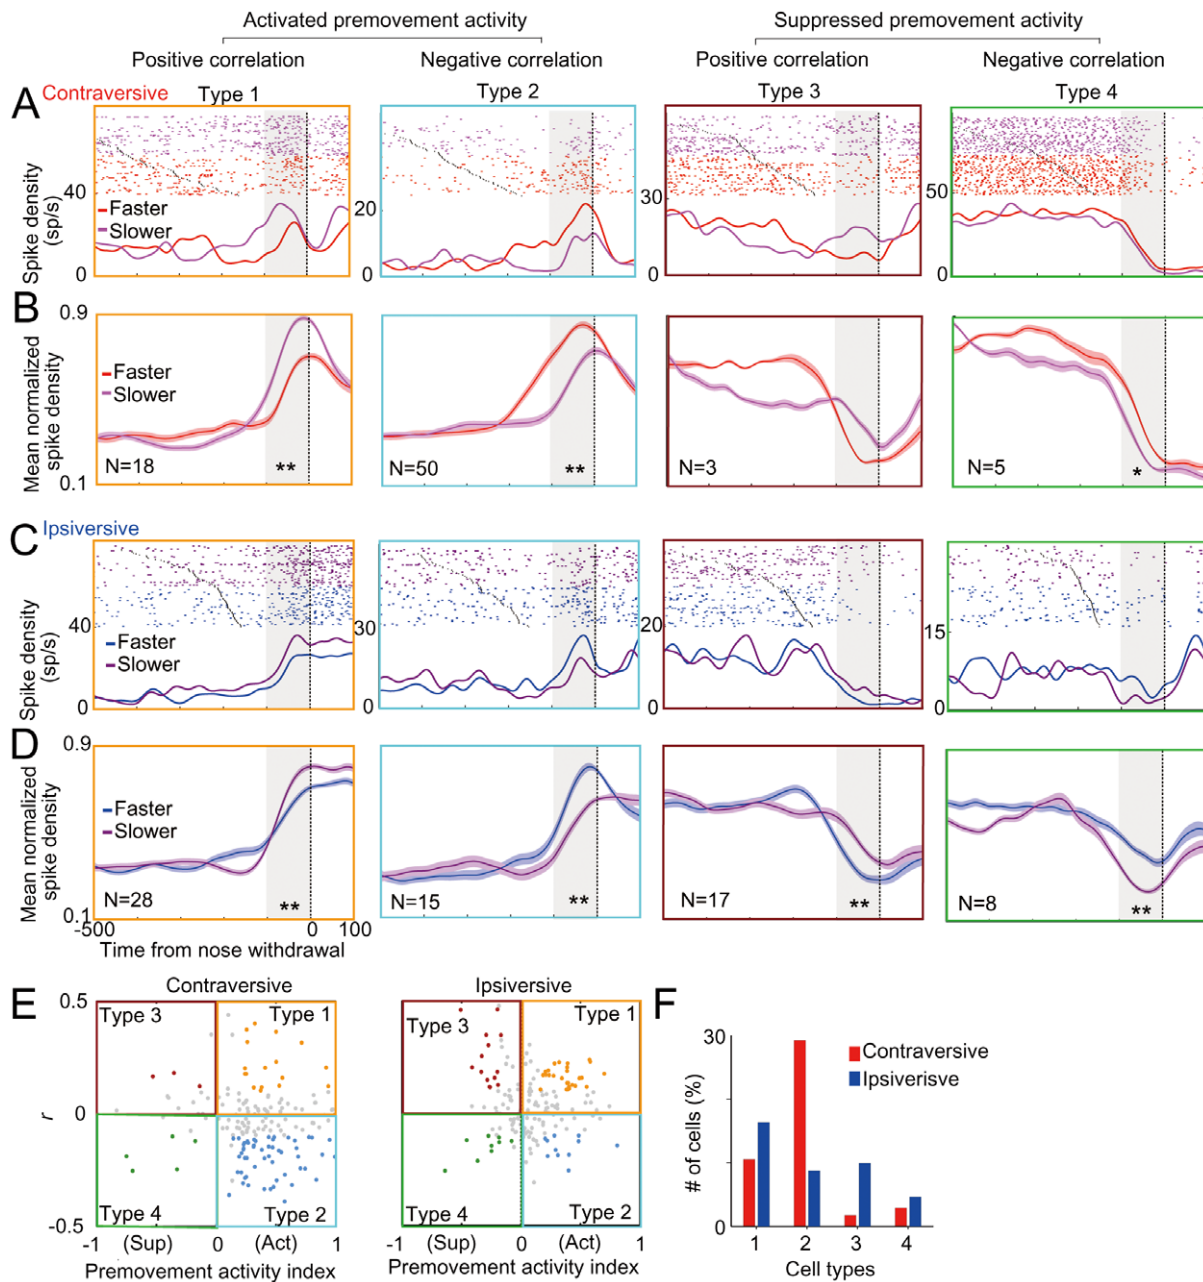 Activated premovement activity
Suppressed premovement activity
Positive correlation
Negative correlation
Positive correlation
Negative correlation
A
Contraversive
Type 1
Type 2
Type 3
Type 4
Spike density
(sp/s)
40
0
Faster
Slower
20
0
30
0
50
0
B
Mean normalized
spike density
0.9
0.1
Faster
Slower
N=18
**
N=50
**
N=3
N=5
*
C
Ipsiversive
Spike density
sp/s)
40
0
Faster
Slower
30
0
20
0
15
0
D
Mean normalized
spike density
0.9
0.1
Faster
Slower
N=28
**
N=15
**
N=17
**
N=8
**
-500
0
100
Time from nose withdrawal
E
Contraversive
Ipsiversive
0.5
0
-0.5
r
Type 3
Type 1
Type 4
Type 2
Type 3
Type 1
Type 4
Type 2
-1
(Sup)
0
(Act)
1
Premovement activity index
-1
(Sup)
0
(Act)
1
Premovement activity index
F
# of cells (%)
30
0
Contraversive
Ipsiverisve
1
2
3
4
Cell types